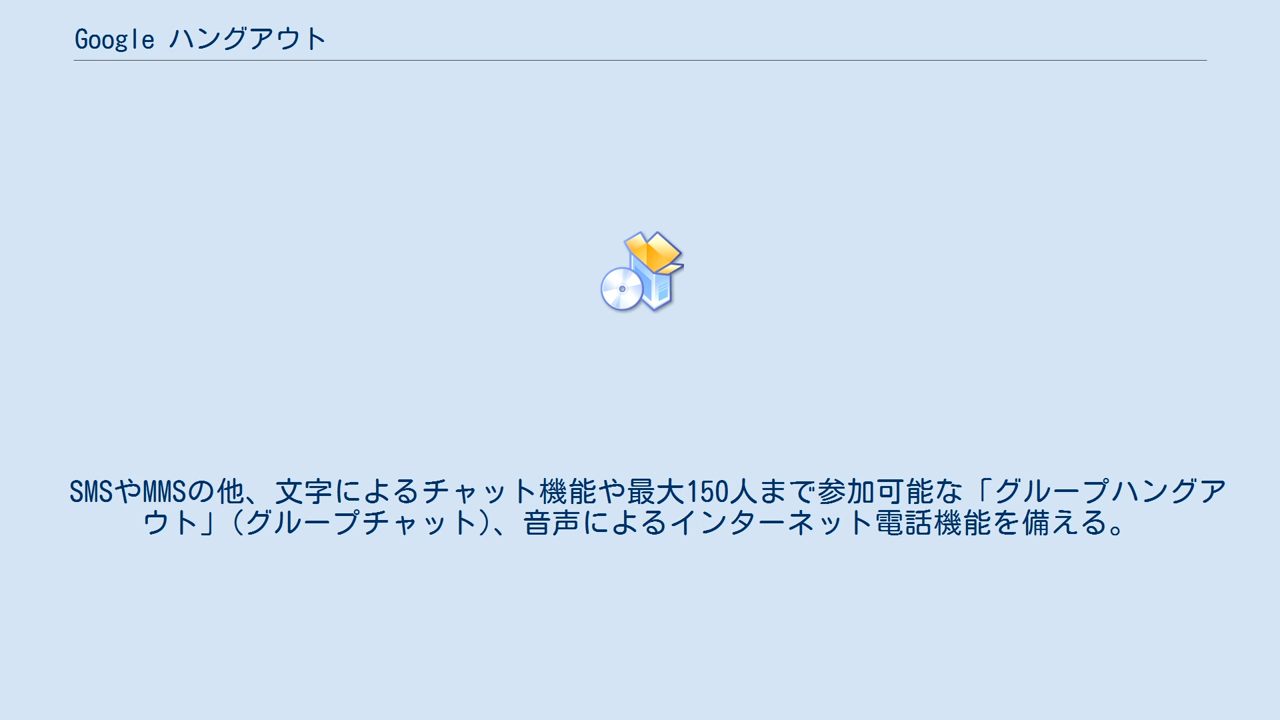 Google ハングアウト
SMSやMMSの他、文字によるチャット機能や最大150人まで参加可能な「グループハングア
ウト」(グループチャット)、音声によるインターネット電話機能を備える。